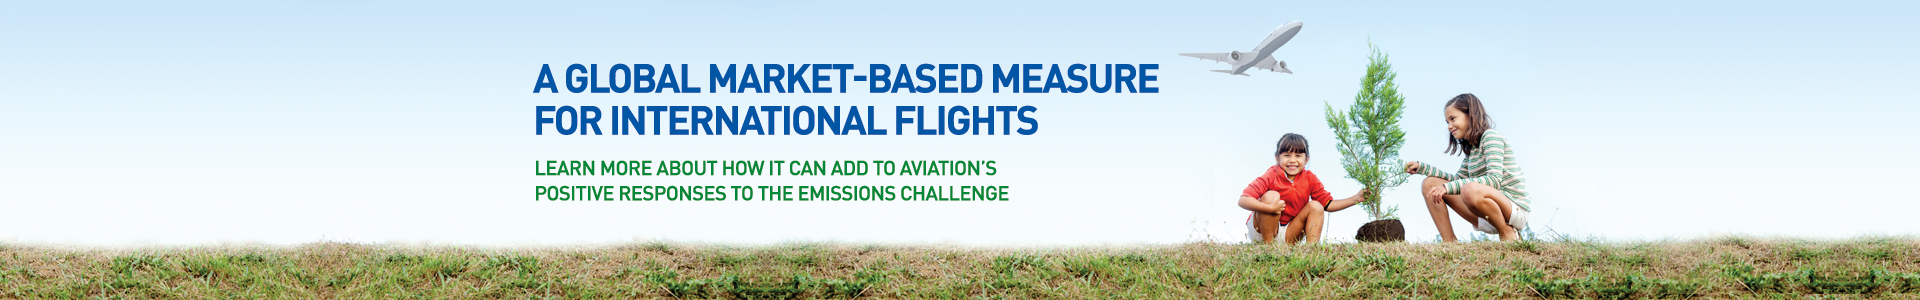 A GLOBAL MARKET-BASED MEASURE
FOR INTERNATIONAL FLIGHTS
LEARN MORE ABOUT HOW IT CAN ADD TO AVIATION'S
POSITIVE RESPONSES TO THE EMISSIONS CHALLENGE